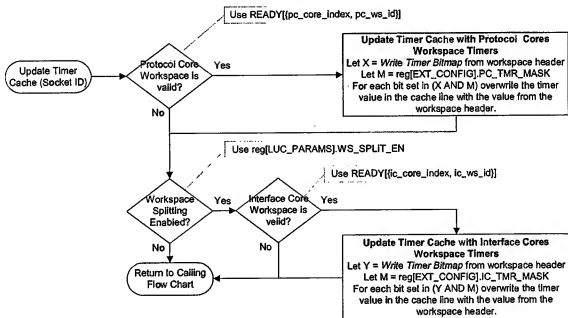 Use READY[{pc_core_index, pc_ws_id}]
Update Timer
Cache (Socket ID)
Protocol Core
Workspace is
valid?
Yes
No
Update Timer Cache with Protocol Cores
Workspace Timers
Let X = Write Timer Bitmap from workspace header
Let M = reg[EXT_CONFIG].PC_TMR_MASK
For each bit set in (X AND M) overwrite the timer
value in the cache line with the value from the
workspace header.
Use reg[LUC_PARAMS].WS_SPLIT_EN
Use READY[{ic_core_index, ic_ws_id}]
Workspace
Splitting
Enabled?
Yes
No
Interface Core
Workspace is
valid?
Yes
No
Update Timer Cache with Interface Cores
Workspace Timers
Let Y = Write Timer Bitmap from workspace header
Let M = reg[EXT_CONFIG].IC_TMR_MASK
For each bit set in (Y AND M) overwrite the timer
value in the cache line with the value from the
workspace header.
Return to Calling
Flow Chart